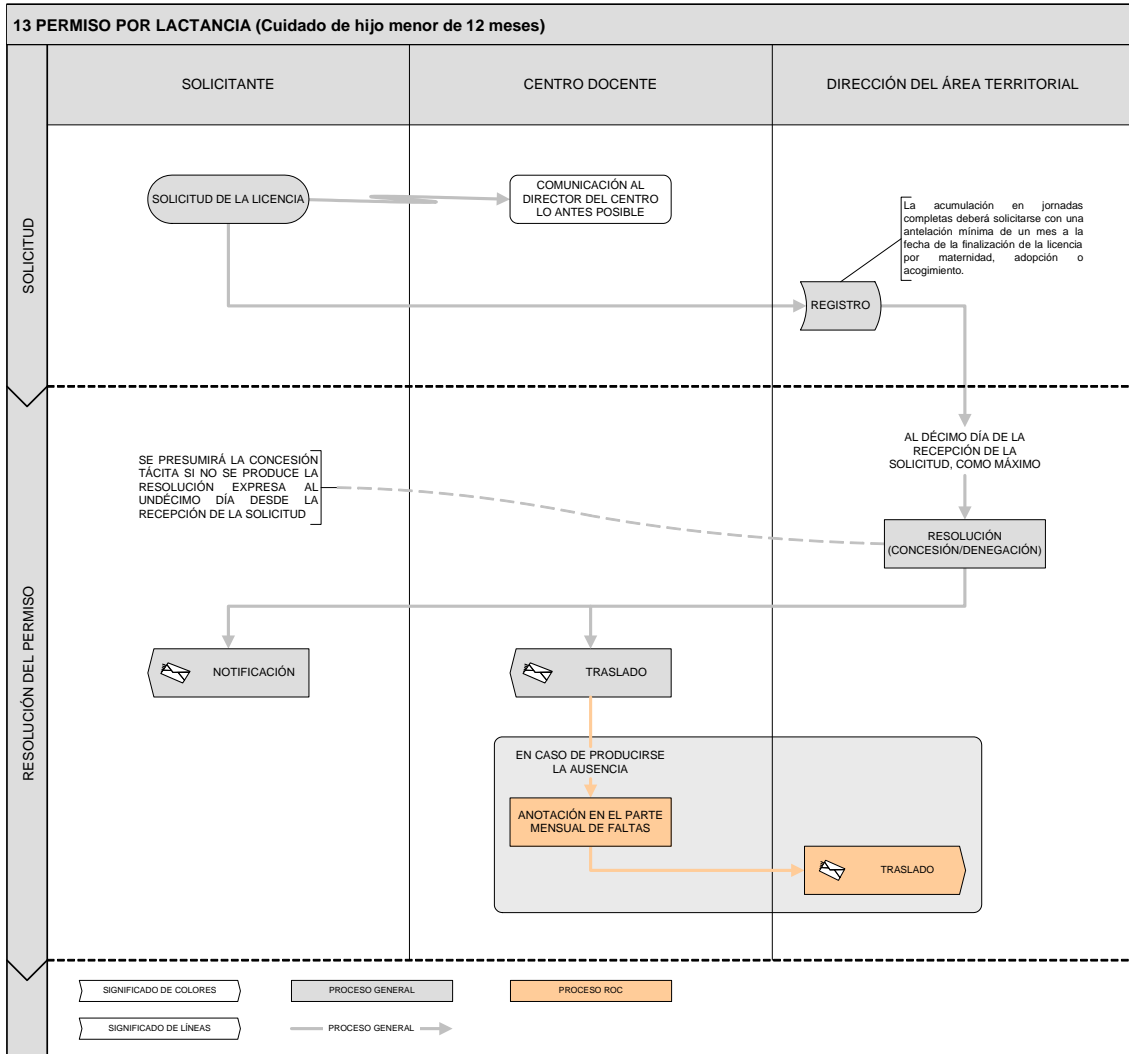 13 PERMISO POR LACTANCIA (Cuidado de hijo menor de 12 meses)
SOLICITANTE
CENTRO DOCENTE
DIRECCIÓN DEL ÁREA TERRITORIAL
SOLICITUD
SOLICITUD DE LA LICENCIA
COMUNICACIÓN AL
DIRECTOR DEL CENTRO
LO ANTES POSIBLE
La acumulación en jornadas
completas deberá solicitarse con una
antelación mínima de un mes a la
fecha de la finalización de la licencia
por maternidad, adopción o
acogimiento.
REGISTRO
RESOLUCIÓN DEL PERMISO
AL DÉCIMO DÍA DE LA
RECEPCIÓN DE LA
SOLICITUD, COMO MÁXIMO
SE PRESUMIRÁ LA CONCESIÓN
TÁCITA SI NO SE PRODUCE LA
RESOLUCIÓN EXPRESA AL
UNDÉCIMO DÍA DESDE LA
RECEPCIÓN DE LA SOLICITUD
RESOLUCIÓN
(CONCESIÓN/DENEGACIÓN)
NOTIFICACIÓN
TRASLADO
EN CASO DE PRODUCIRSE
LA AUSENCIA
ANOTACIÓN EN EL PARTE
MENSUAL DE FALTAS
TRASLADO
SIGNIFICADO DE COLORES
PROCESO GENERAL
PROCESO ROC
SIGNIFICADO DE LÍNEAS
PROCESO GENERAL